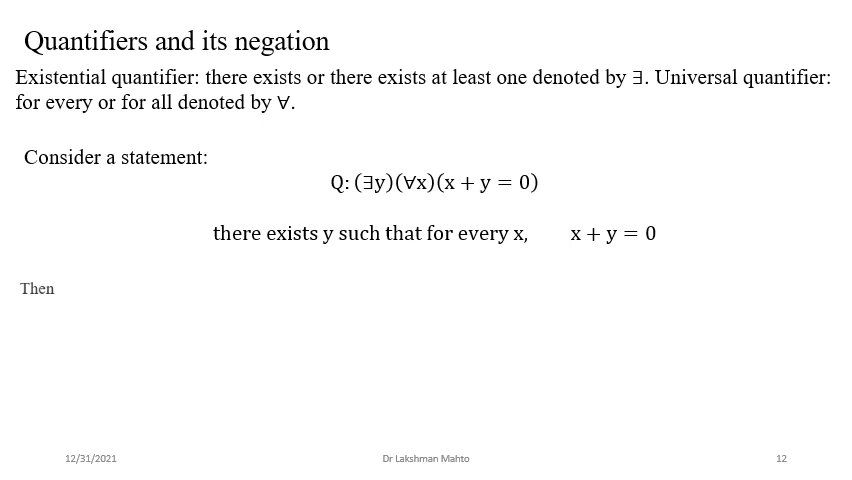 Quantifiers and its negation
Existential quantifier: there exists or there exists at least one denoted by ∃. Universal quantifier:
for every or for all denoted by ∀.
Consider a statement:
Q: (∃y)(∀x)(x + y = 0)
there exists y such that for every x, x + y = 0
Then
12/31/2021 Dr Lakshman Mahto 12